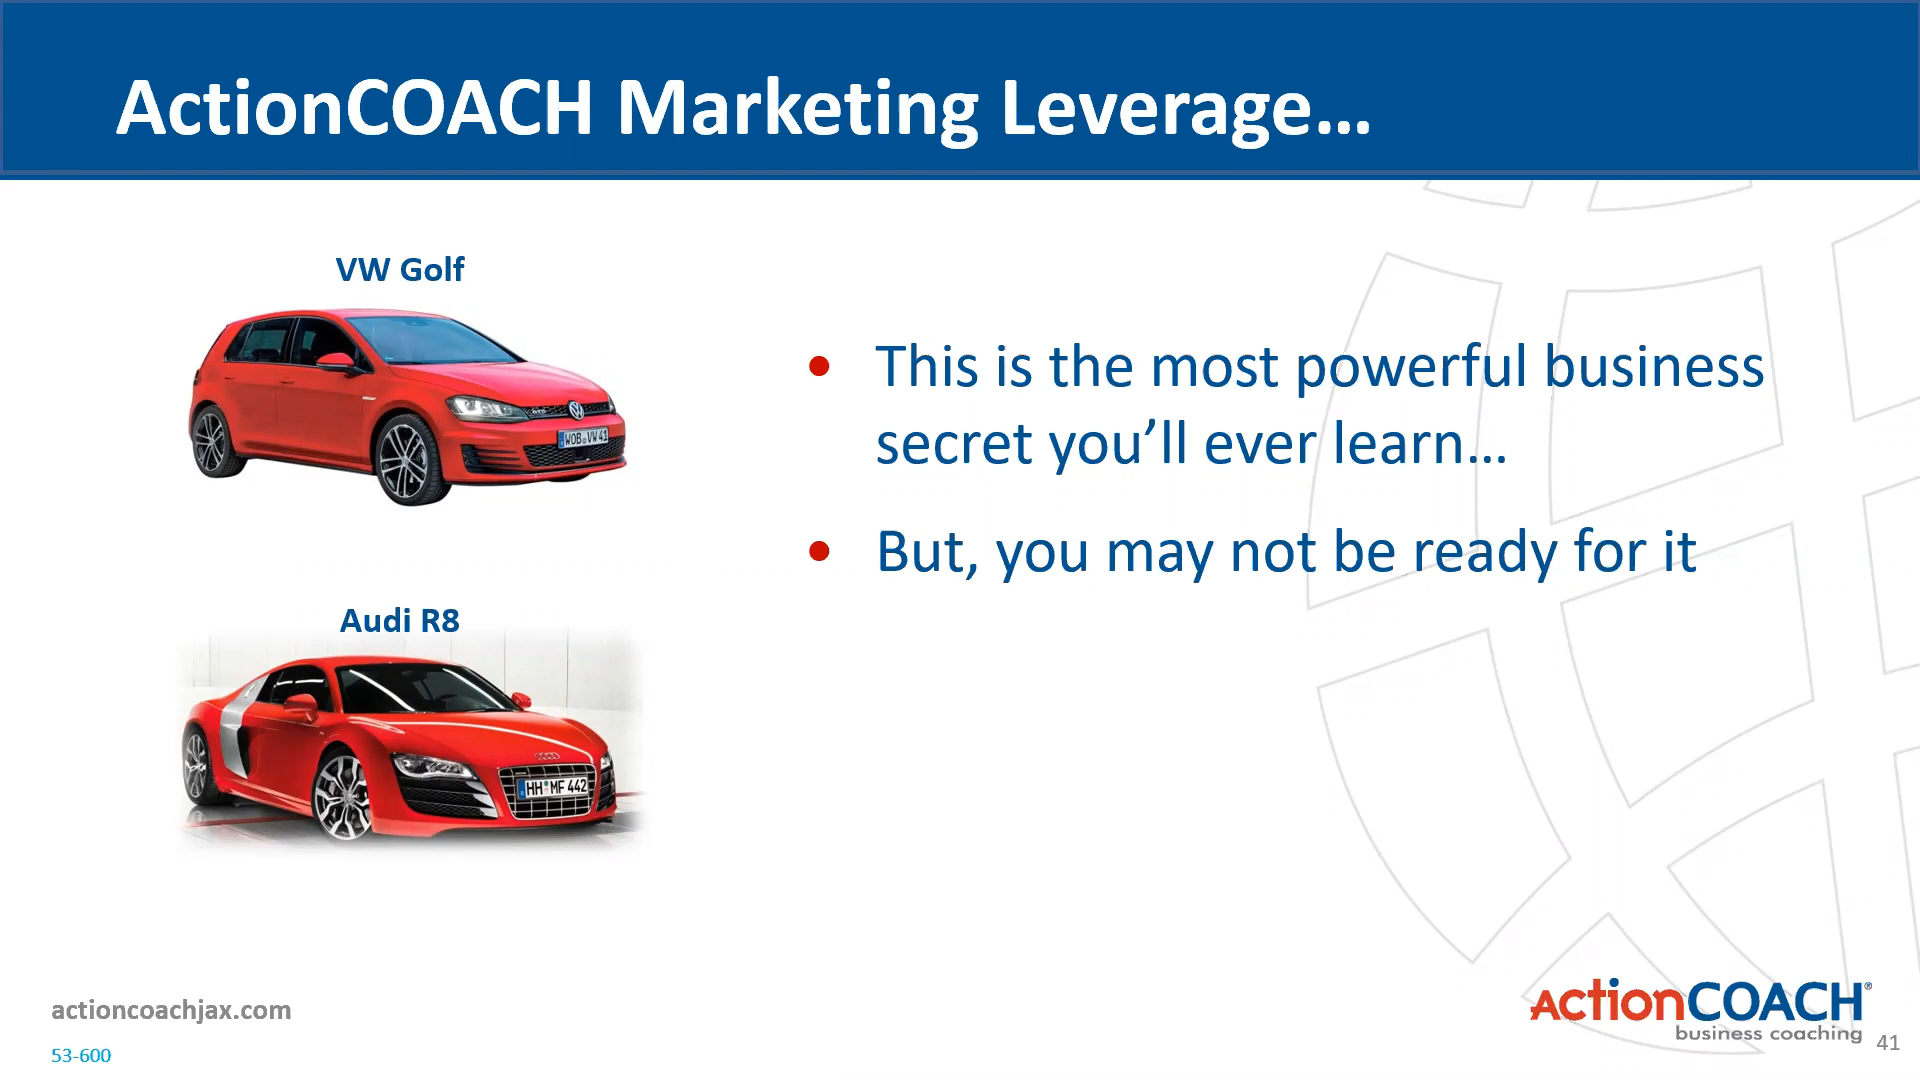 ActionCOACH Marketing Leverage…
VW Golf
WOB VW 41
Audi R8
HH MF 442
• This is the most powerful business
secret you’ll ever learn…
• But, you may not be ready for it
actioncoachjax.com
53-600
ActionCOACH®
business coaching
41